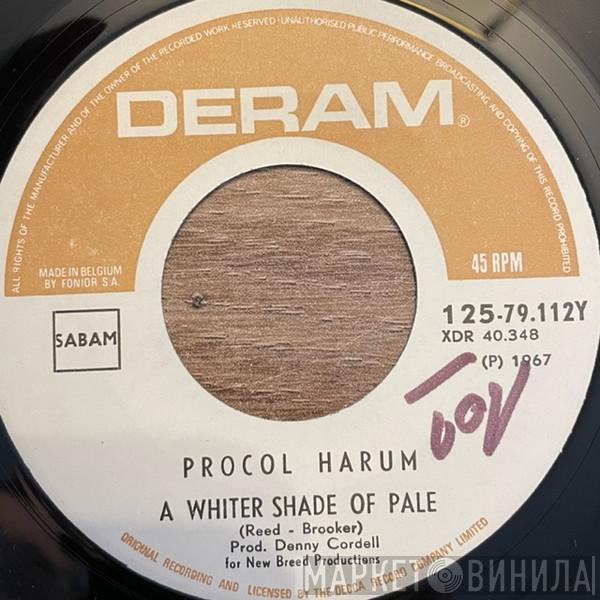 ALL RIGHTS OF THE MANUFACTURER AND OF THE OWNER OF THE RECORDED WORK RESERVED · UNAUTHORISED PUBLIC PERFORMANCE BROADCASTING AND COPYING OF THIS RECORD PROHIBITED
DERAM®
MADE IN BELGIUM
BY FONIOR S.A.
45 RPM
SABAM
125-79.112Y
XDR 40.348
(P) 1967
PROCOL HARUM
A WHITER SHADE OF PALE
(Reed - Brooker)
Prod. Denny Cordell
for New Breed Productions
ORIGINAL RECORDING AND LICENSED BY THE DECCA RECORD COMPANY LIMITED
МАРКЕТ ВИНИЛА